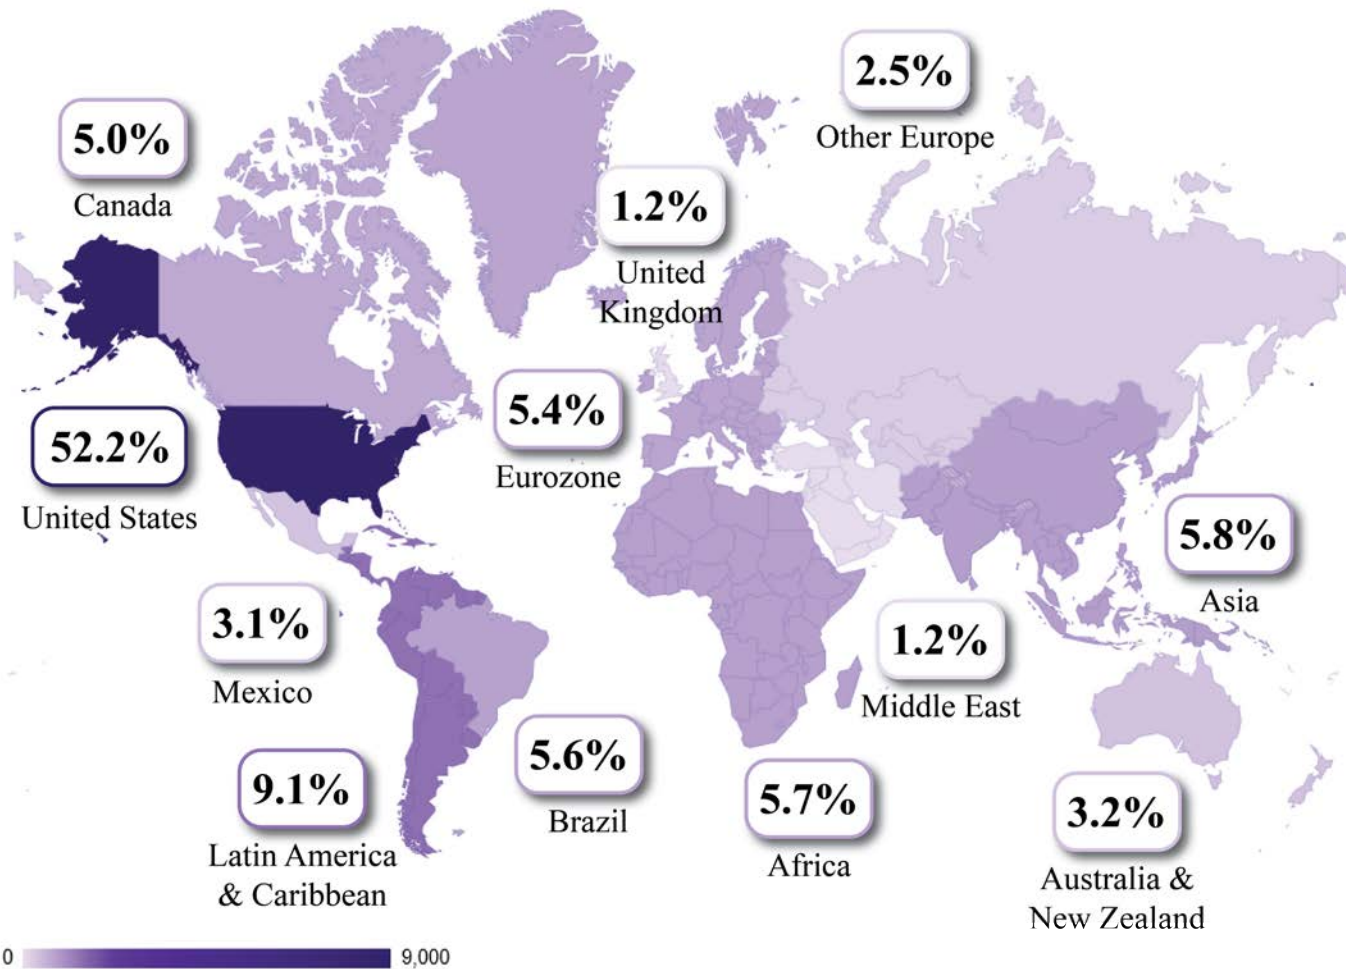 2.5%
Other Europe
5.0%
Canada
1.2%
United
Kingdom
5.4%
Eurozone
52.2%
United States
5.8%
Asia
3.1%
Mexico
1.2%
Middle East
5.6%
Brazil
9.1%
Latin America
& Caribbean
5.7%
Africa
3.2%
Australia &
New Zealand
0 9,000